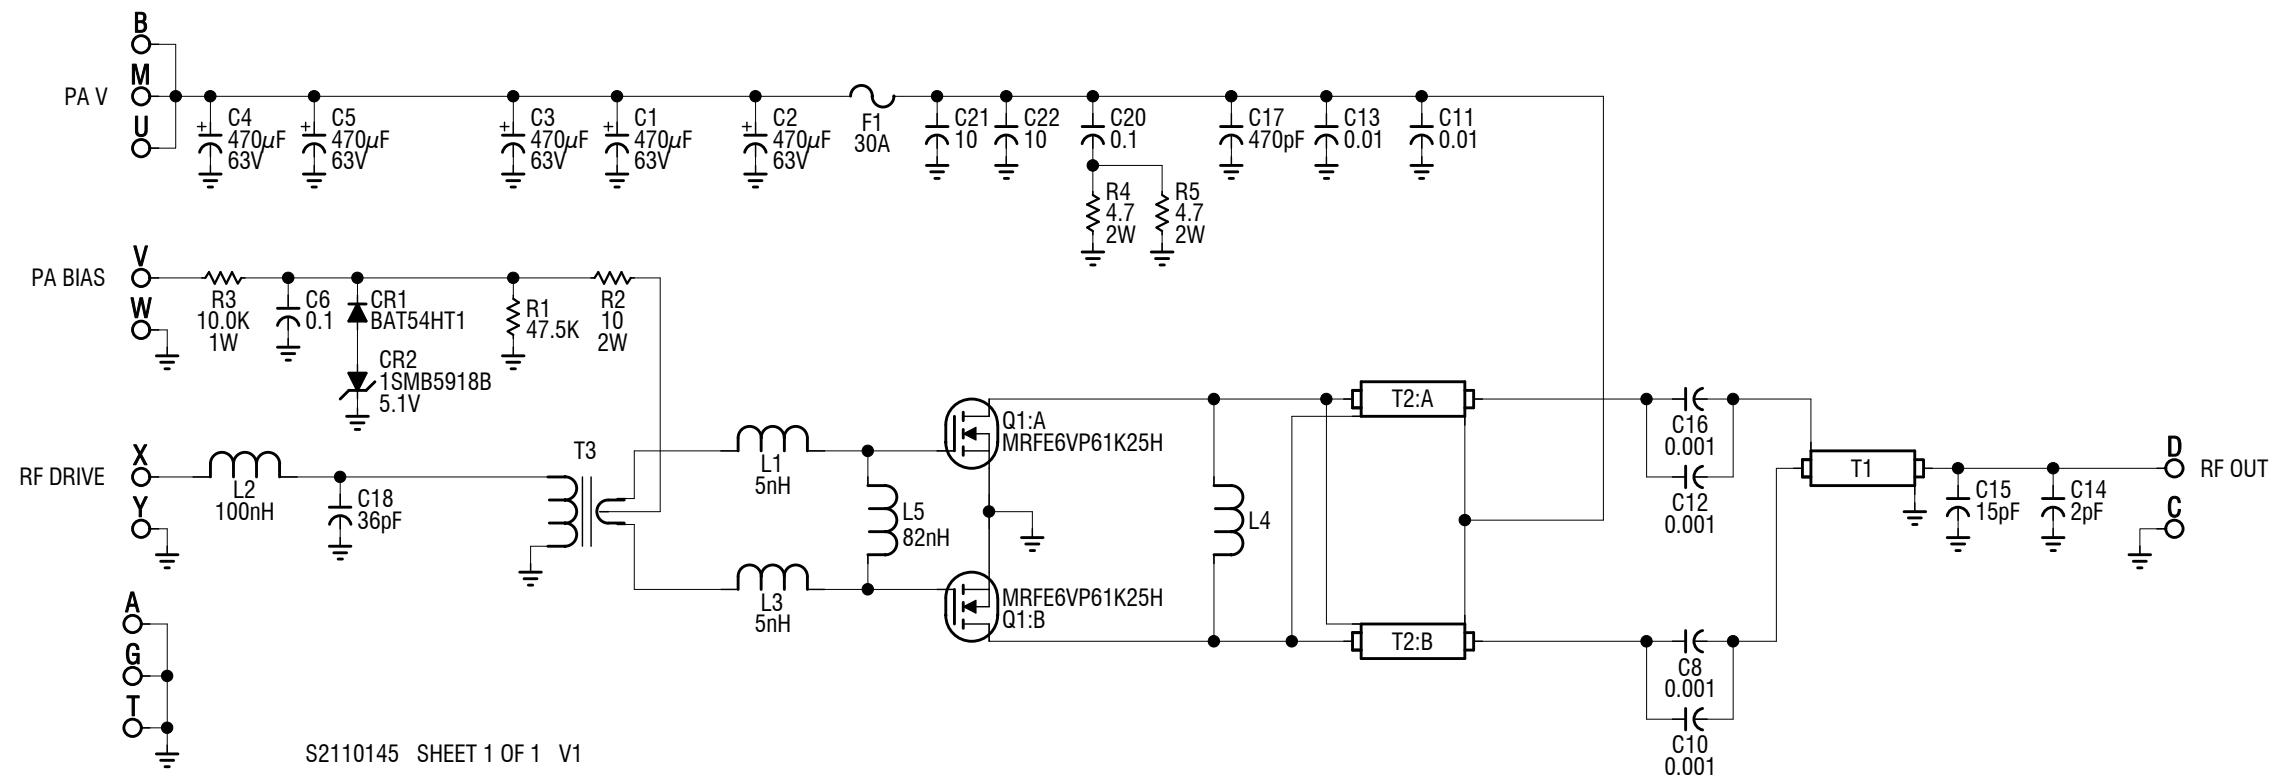 B
M
PA V
U
C4
470µF
63V
+
C5
470µF
63V
+
C3
470µF
63V
+
C1
470µF
63V
+
C2
470µF
63V
+
F1
30A
C21
10
C22
10
C20
0.1
C17
470pF
C13
0.01
C11
0.01
R4
4.7
2W
R5
4.7
2W
V
PA BIAS
W
R3
10.0K
1W
C6
0.1
CR1
BAT54HT1
CR2
1SMB5918B
5.1V
R1
47.5K
R2
10
2W
X
RF DRIVE
Y
L2
100nH
C18
36pF
T3
L1
5nH
L3
5nH
L5
82nH
Q1:A
MRFE6VP61K25H
MRFE6VP61K25H
Q1:B
L4
T2:A
T2:B
C16
0.001
C12
0.001
C8
0.001
C10
0.001
T1
C15
15pF
C14
2pF
D
RF OUT
C
A
G
T
S2110145 SHEET 1 OF 1 V1